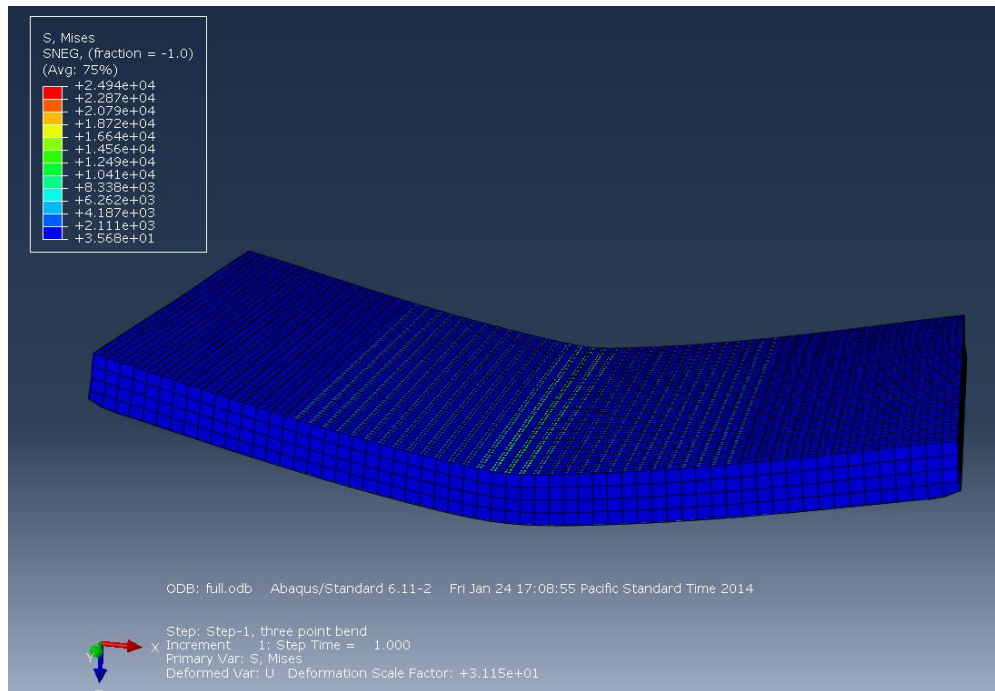 S, Mises
SNEG, (fraction = -1.0)
(Avg: 75%)
+2.494e+04
+2.287e+04
+2.079e+04
+1.872e+04
+1.664e+04
+1.456e+04
+1.249e+04
+1.041e+04
+8.338e+03
+6.262e+03
+4.187e+03
+2.111e+03
+3.568e+01
ODB: full.odb Abaqus/Standard 6.11-2 Fri Jan 24 17:08:55 Pacific Standard Time 2014
Step: Step-1, three point bend
Increment 1: Step Time = 1.000
Primary Var: S, Mises
Deformed Var: U Deformation Scale Factor: +3.115e+01
X
Y